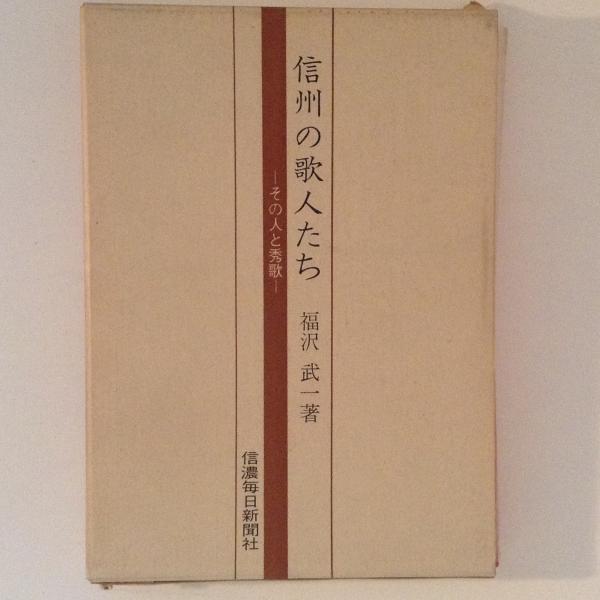 信州の歌人たち
―その人と秀歌―
福沢 武一著
信濃毎日新聞社